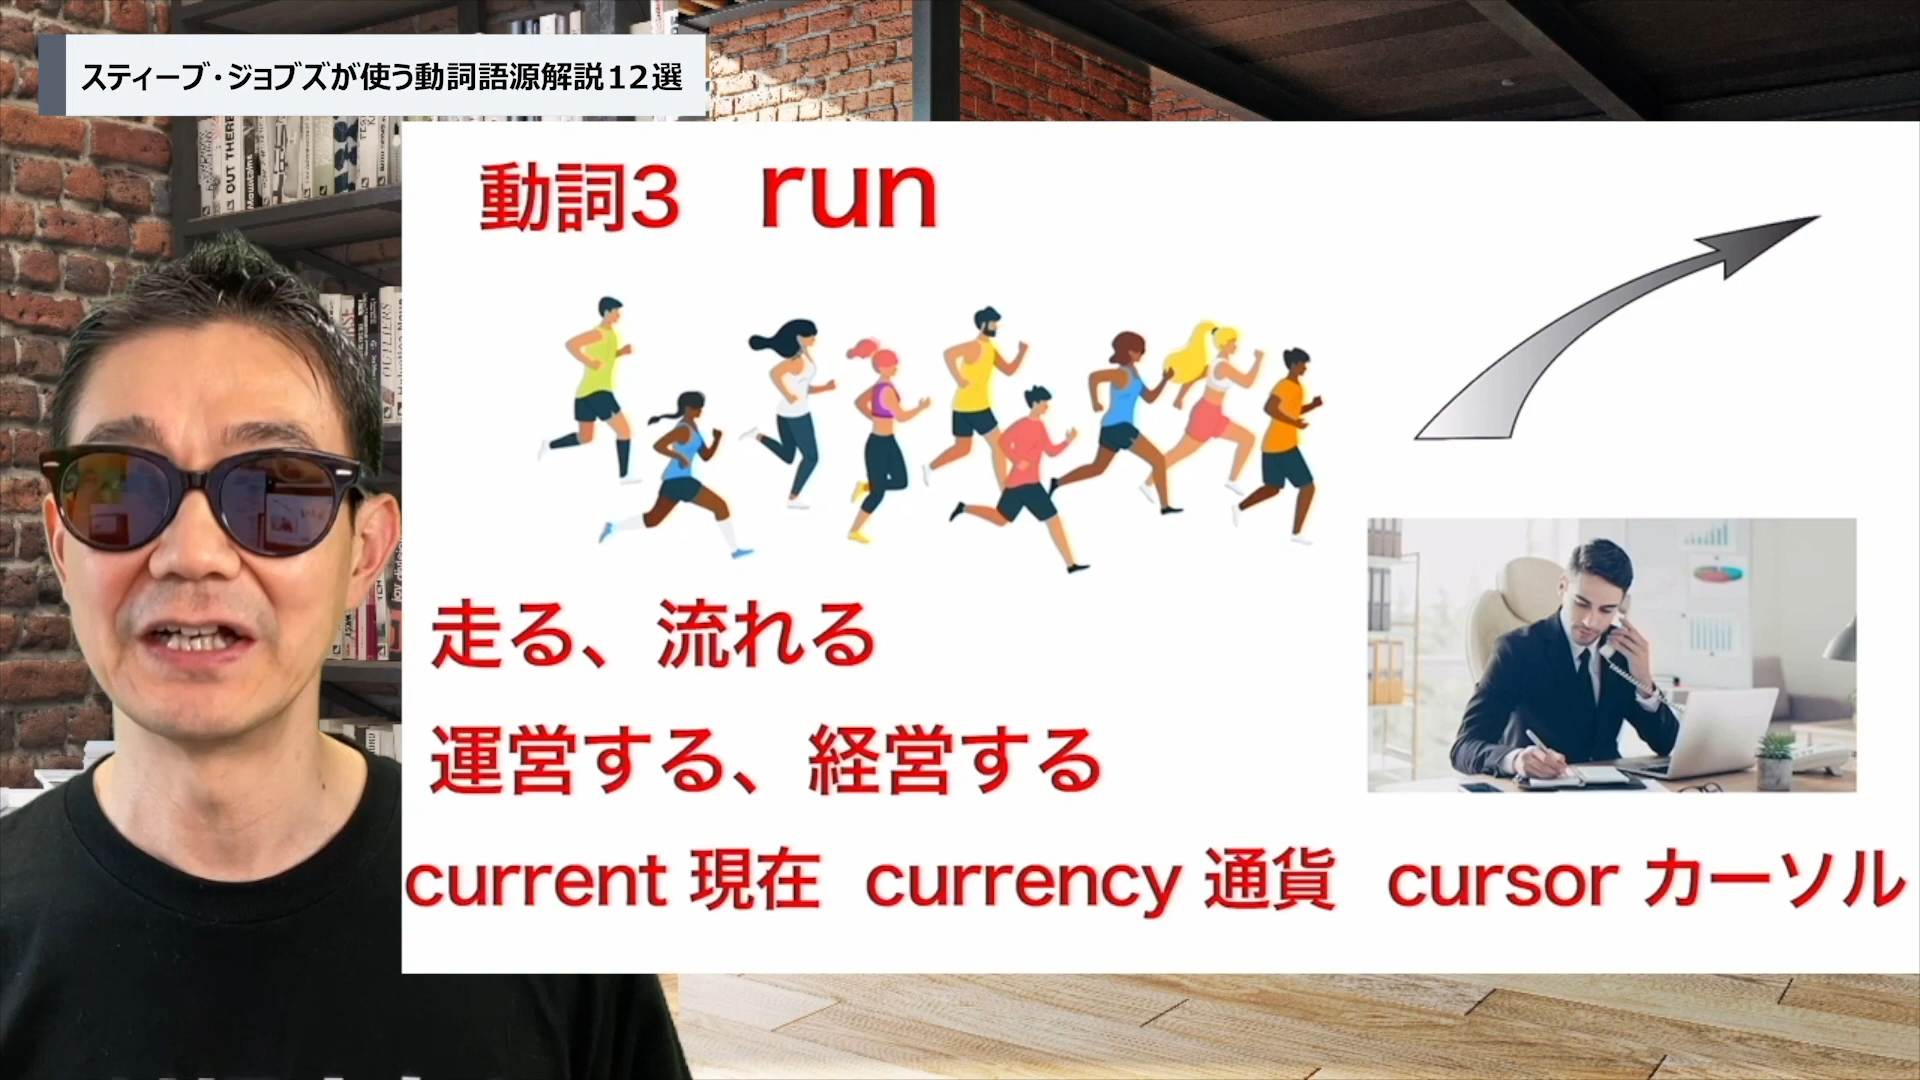 スティーブ・ジョブズが使う動詞語源解説12選
動詞3 run
走る、流れる
運営する、経営する
current 現在 currency 通貨 cursor カーソル
OUT THERE